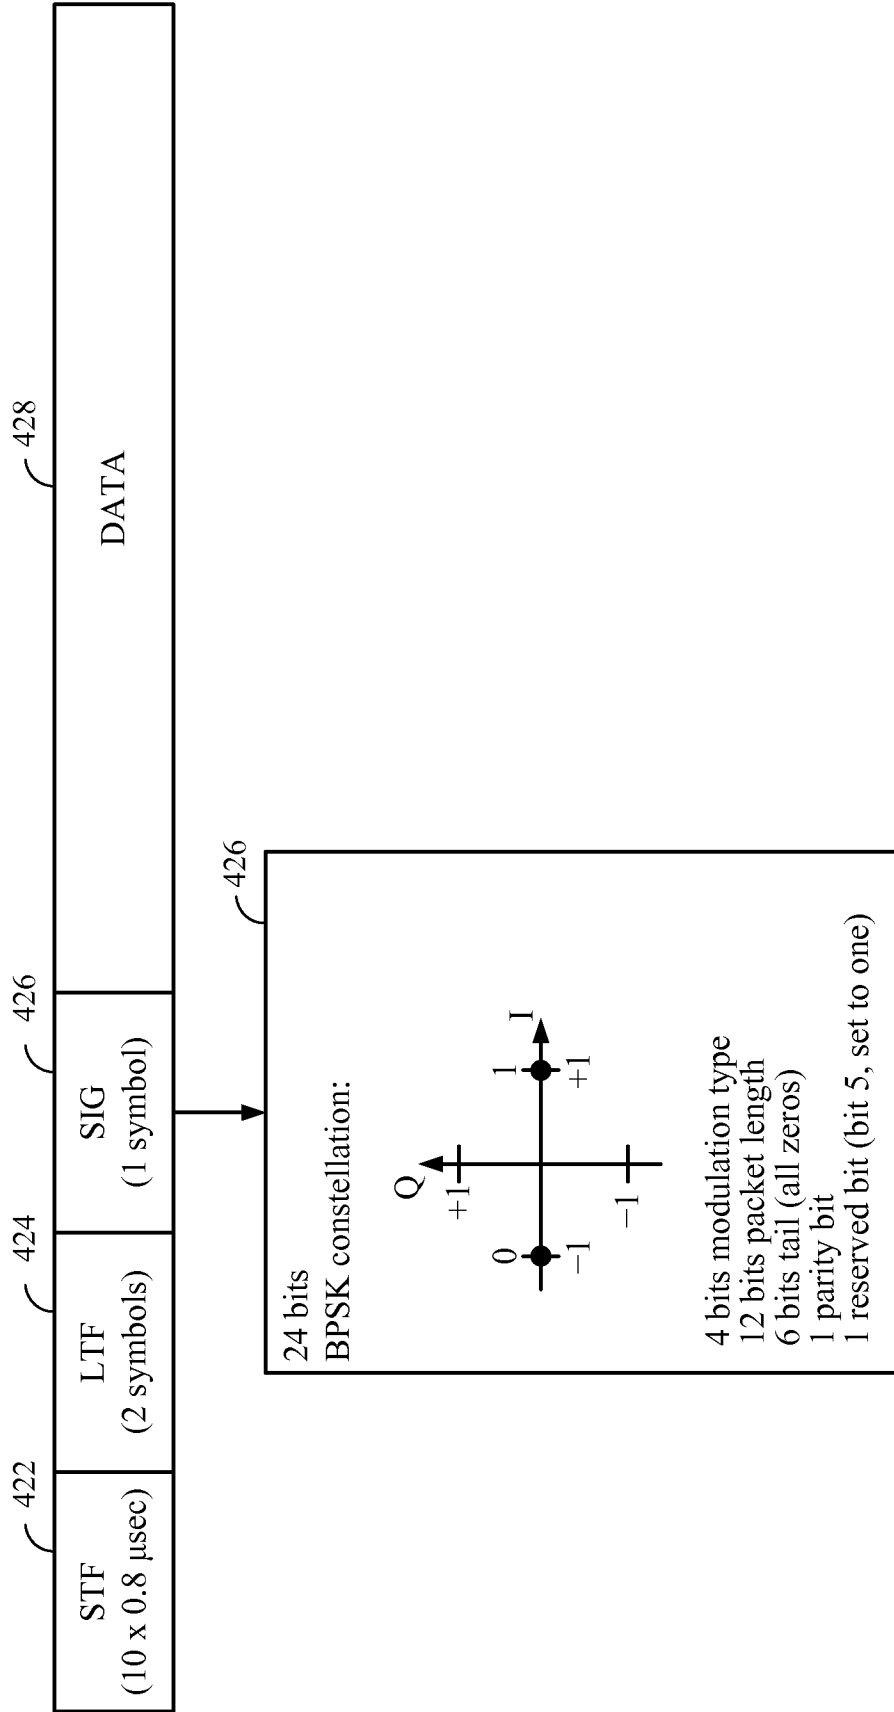 422
424
426
428
STF
(10 x 0.8 µsec)
LTF
(2 symbols)
SIG
(1 symbol)
DATA
426
24 bits
BPSK constellation:
Q
+1
0
1
I
−1
+1
−1
4 bits modulation type
12 bits packet length
6 bits tail (all zeros)
1 parity bit
1 reserved bit (bit 5, set to one)